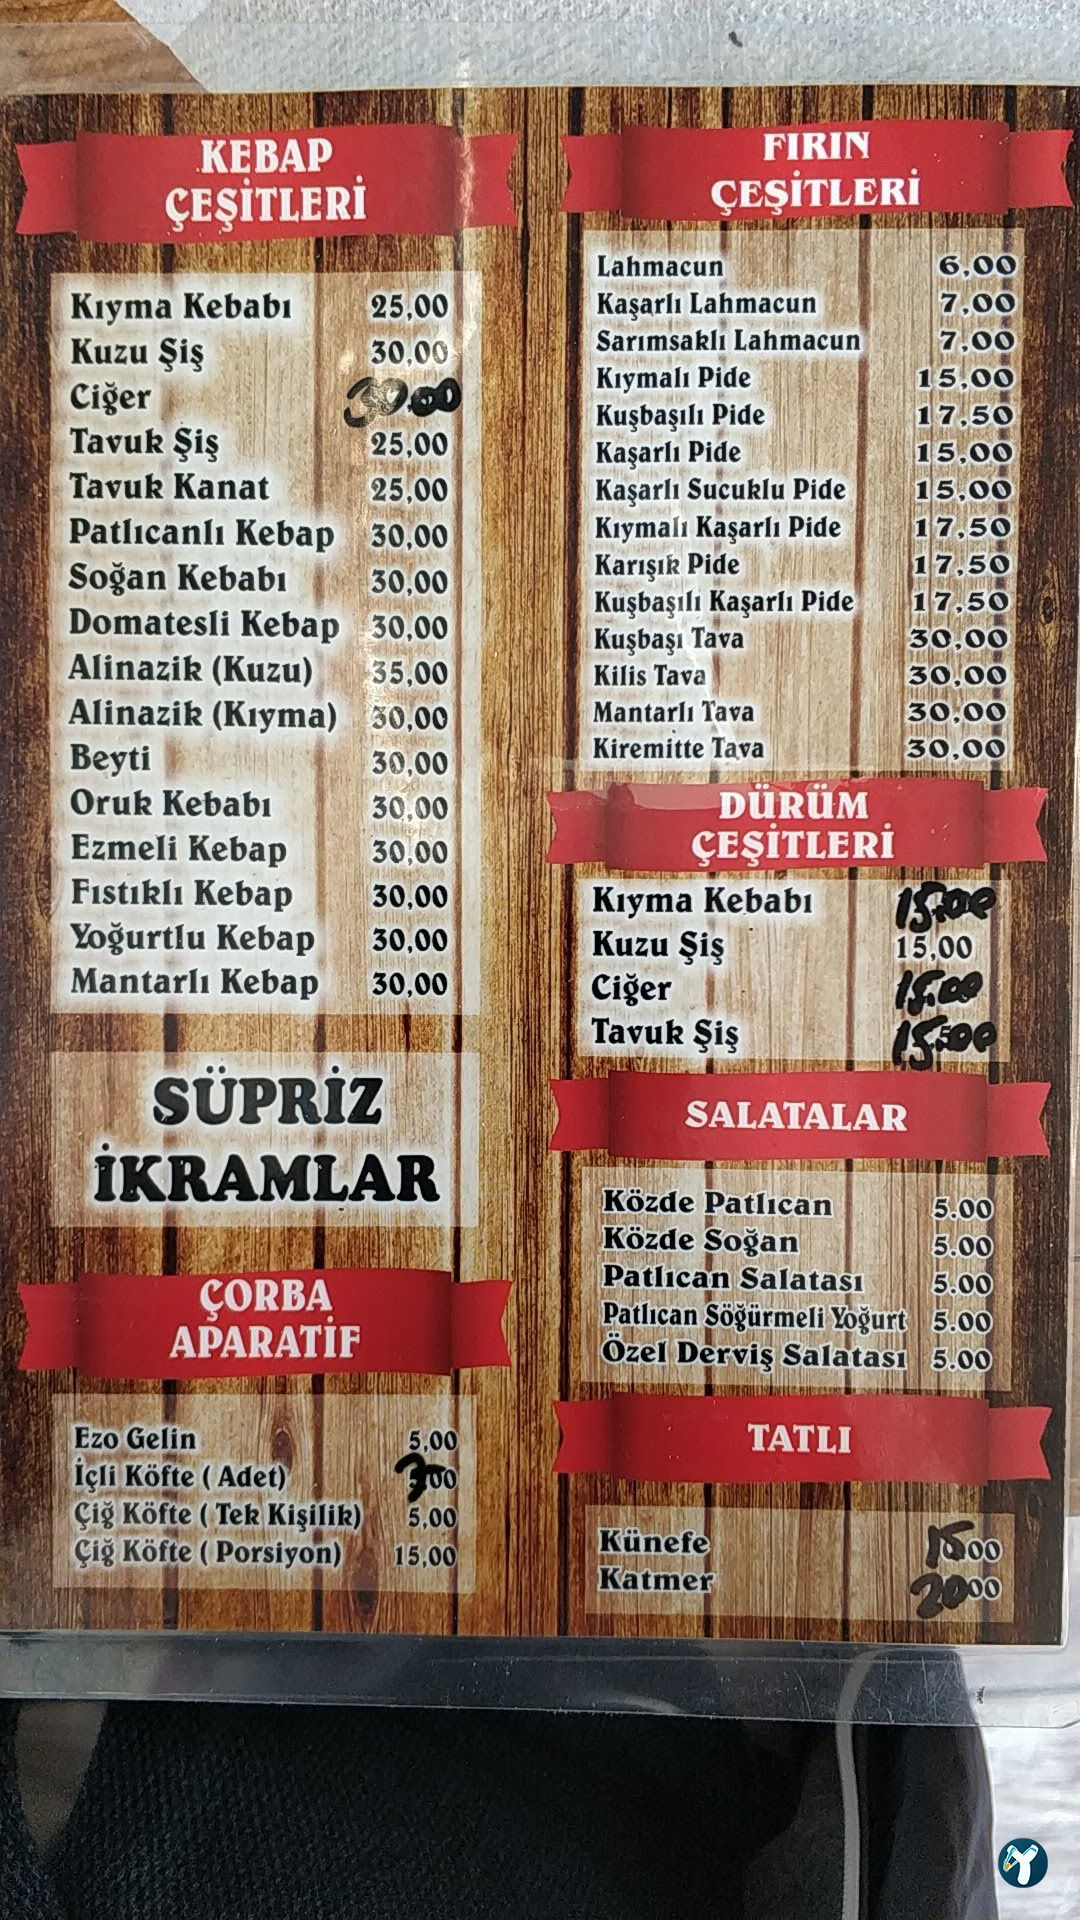 KEBAP
ÇEŞİTLERİ
Kıyma Kebabı 25,00
Kuzu Şiş 30,00
Ciğer 30.00
Tavuk Şiş 25,00
Tavuk Kanat 25,00
Patlıcanlı Kebap 30,00
Soğan Kebabı 30,00
Domatesli Kebap 30,00
Alinazik (Kuzu) 35,00
Alinazik (Kıyma) 30,00
Beyti 30,00
Oruk Kebabı 30,00
Ezmeli Kebap 30,00
Fıstıklı Kebap 30,00
Yoğurtlu Kebap 30,00
Mantarlı Kebap 30,00
SÜPRİZ
İKRAMLAR
ÇORBA
APARATİF
Ezo Gelin 5,00
İçli Köfte ( Adet)
Çiğ Köfte ( Tek Kişilik) 5,00
Çiğ Köfte ( Porsiyon) 15,00
FIRIN
ÇEŞİTLERİ
Lahmacun 6,00
Kaşarlı Lahmacun 7,00
Sarımsaklı Lahmacun 7,00
Kıymalı Pide 15,00
Kuşbaşılı Pide 17,50
Kaşarlı Pide 15,00
Kaşarlı Sucuklu Pide 15,00
Kıymalı Kaşarlı Pide 17,50
Karışık Pide 17,50
Kuşbaşılı Kaşarlı Pide 17,50
Kuşbaşı Tava 30,00
Kilis Tava 30,00
Mantarlı Tava 30,00
Kiremitte Tava 30,00
DÜRÜM
ÇEŞİTLERİ
Kıyma Kebabı 15.00
Kuzu Şiş 15,00
Ciğer 15.00
Tavuk Şiş 15.00
SALATALAR
Közde Patlıcan 5.00
Közde Soğan 5.00
Patlıcan Salatası 5.00
Patlıcan Söğürmeli Yoğurt 5.00
Özel Derviş Salatası 5.00
TATLI
Künefe 1500
Katmer 2000